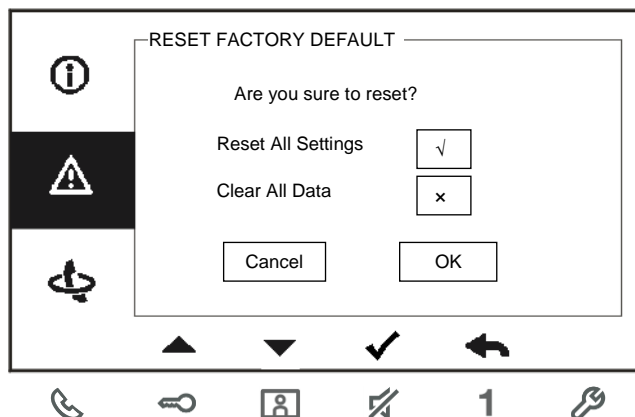 RESET FACTORY DEFAULT
Are you sure to reset?
Reset All Settings √
Clear All Data ×
Cancel OK
1